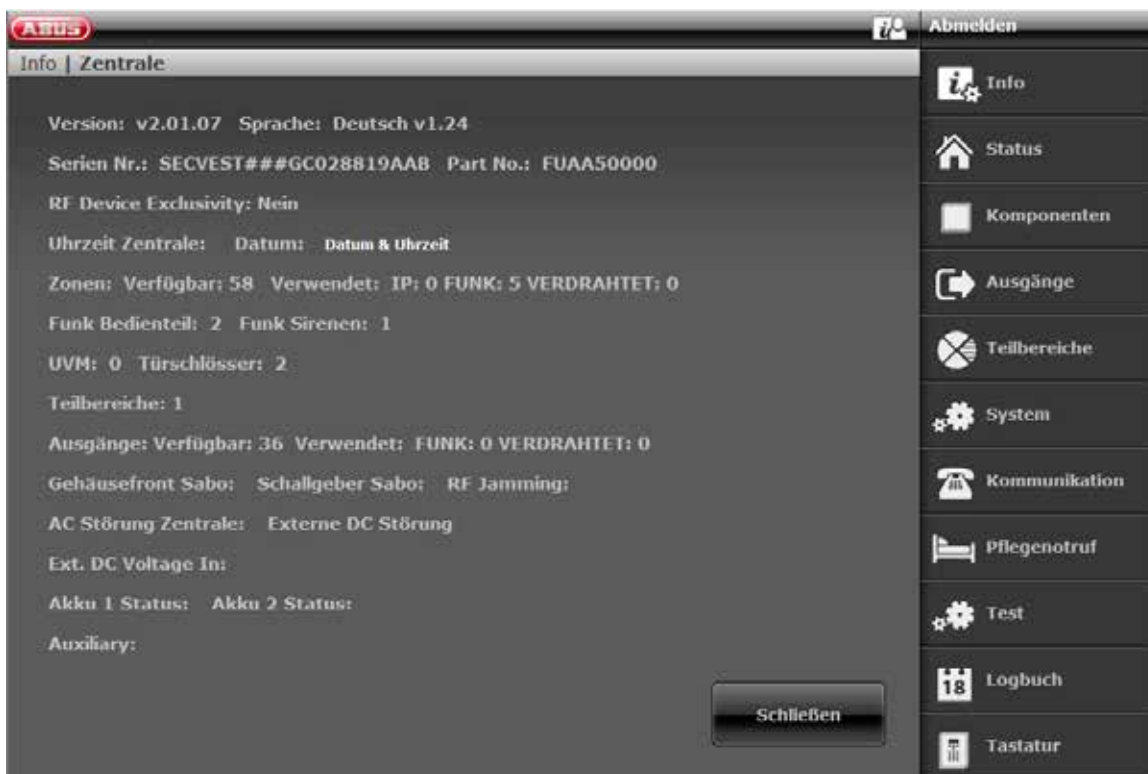 ABUS
Abmelden
Info | Zentrale
Version: v2.01.07 Sprache: Deutsch v1.24
Serien Nr.: SECVEST###GC028819AAB Part No.: FUAA50000
RF Device Exclusivity: Nein
Uhrzeit Zentrale: Datum: Datum & Uhrzeit
Zonen: Verfügbar: 58 Verwendet: IP: 0 FUNK: 5 VERDRAHTET: 0
Funk Bedienteil: 2 Funk Sirenen: 1
UVM: 0 Türschlösser: 2
Teilbereiche: 1
Ausgänge: Verfügbar: 36 Verwendet: FUNK: 0 VERDRAHTET: 0
Gehäusefront Sabo: Schallgeber Sabo: RF Jamming:
AC Störung Zentrale: Externe DC Störung
Ext. DC Voltage In:
Akku 1 Status: Akku 2 Status:
Auxiliary:
Schließen
Info
Status
Komponenten
Ausgänge
Teilbereiche
System
Kommunikation
Pflegenotruf
Test
18 Logbuch
Tastatur